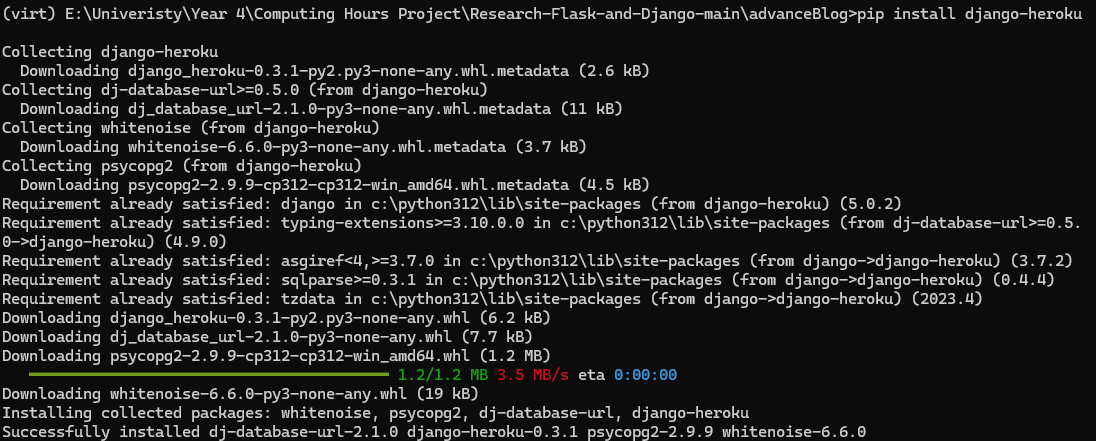 (virt) E:\Univeristy\Year 4\Computing Hours Project\Research-Flask-and-Django-main\advanceBlog>pip install django-heroku
Collecting django-heroku
  Downloading django_heroku-0.3.1-py2.py3-none-any.whl.metadata (2.6 kB)
Collecting dj-database-url>=0.5.0 (from django-heroku)
  Downloading dj_database_url-2.1.0-py3-none-any.whl.metadata (11 kB)
Collecting whitenoise (from django-heroku)
  Downloading whitenoise-6.6.0-py3-none-any.whl.metadata (3.7 kB)
Collecting psycopg2 (from django-heroku)
  Downloading psycopg2-2.9.9-cp312-cp312-win_amd64.whl.metadata (4.5 kB)
Requirement already satisfied: django in c:\python312\lib\site-packages (from django-heroku) (5.0.2)
Requirement already satisfied: typing-extensions>=3.10.0.0 in c:\python312\lib\site-packages (from dj-database-url>=0.5.
0->django-heroku) (4.9.0)
Requirement already satisfied: asgiref<4,>=3.7.0 in c:\python312\lib\site-packages (from django->django-heroku) (3.7.2)
Requirement already satisfied: sqlparse>=0.3.1 in c:\python312\lib\site-packages (from django->django-heroku) (0.4.4)
Requirement already satisfied: tzdata in c:\python312\lib\site-packages (from django->django-heroku) (2023.4)
Downloading django_heroku-0.3.1-py2.py3-none-any.whl (6.2 kB)
Downloading dj_database_url-2.1.0-py3-none-any.whl (7.7 kB)
Downloading psycopg2-2.9.9-cp312-cp312-win_amd64.whl (1.2 MB)
1.2/1.2 MB 3.5 MB/s eta 0:00:00
Downloading whitenoise-6.6.0-py3-none-any.whl (19 kB)
Installing collected packages: whitenoise, psycopg2, dj-database-url, django-heroku
Successfully installed dj-database-url-2.1.0 django-heroku-0.3.1 psycopg2-2.9.9 whitenoise-6.6.0